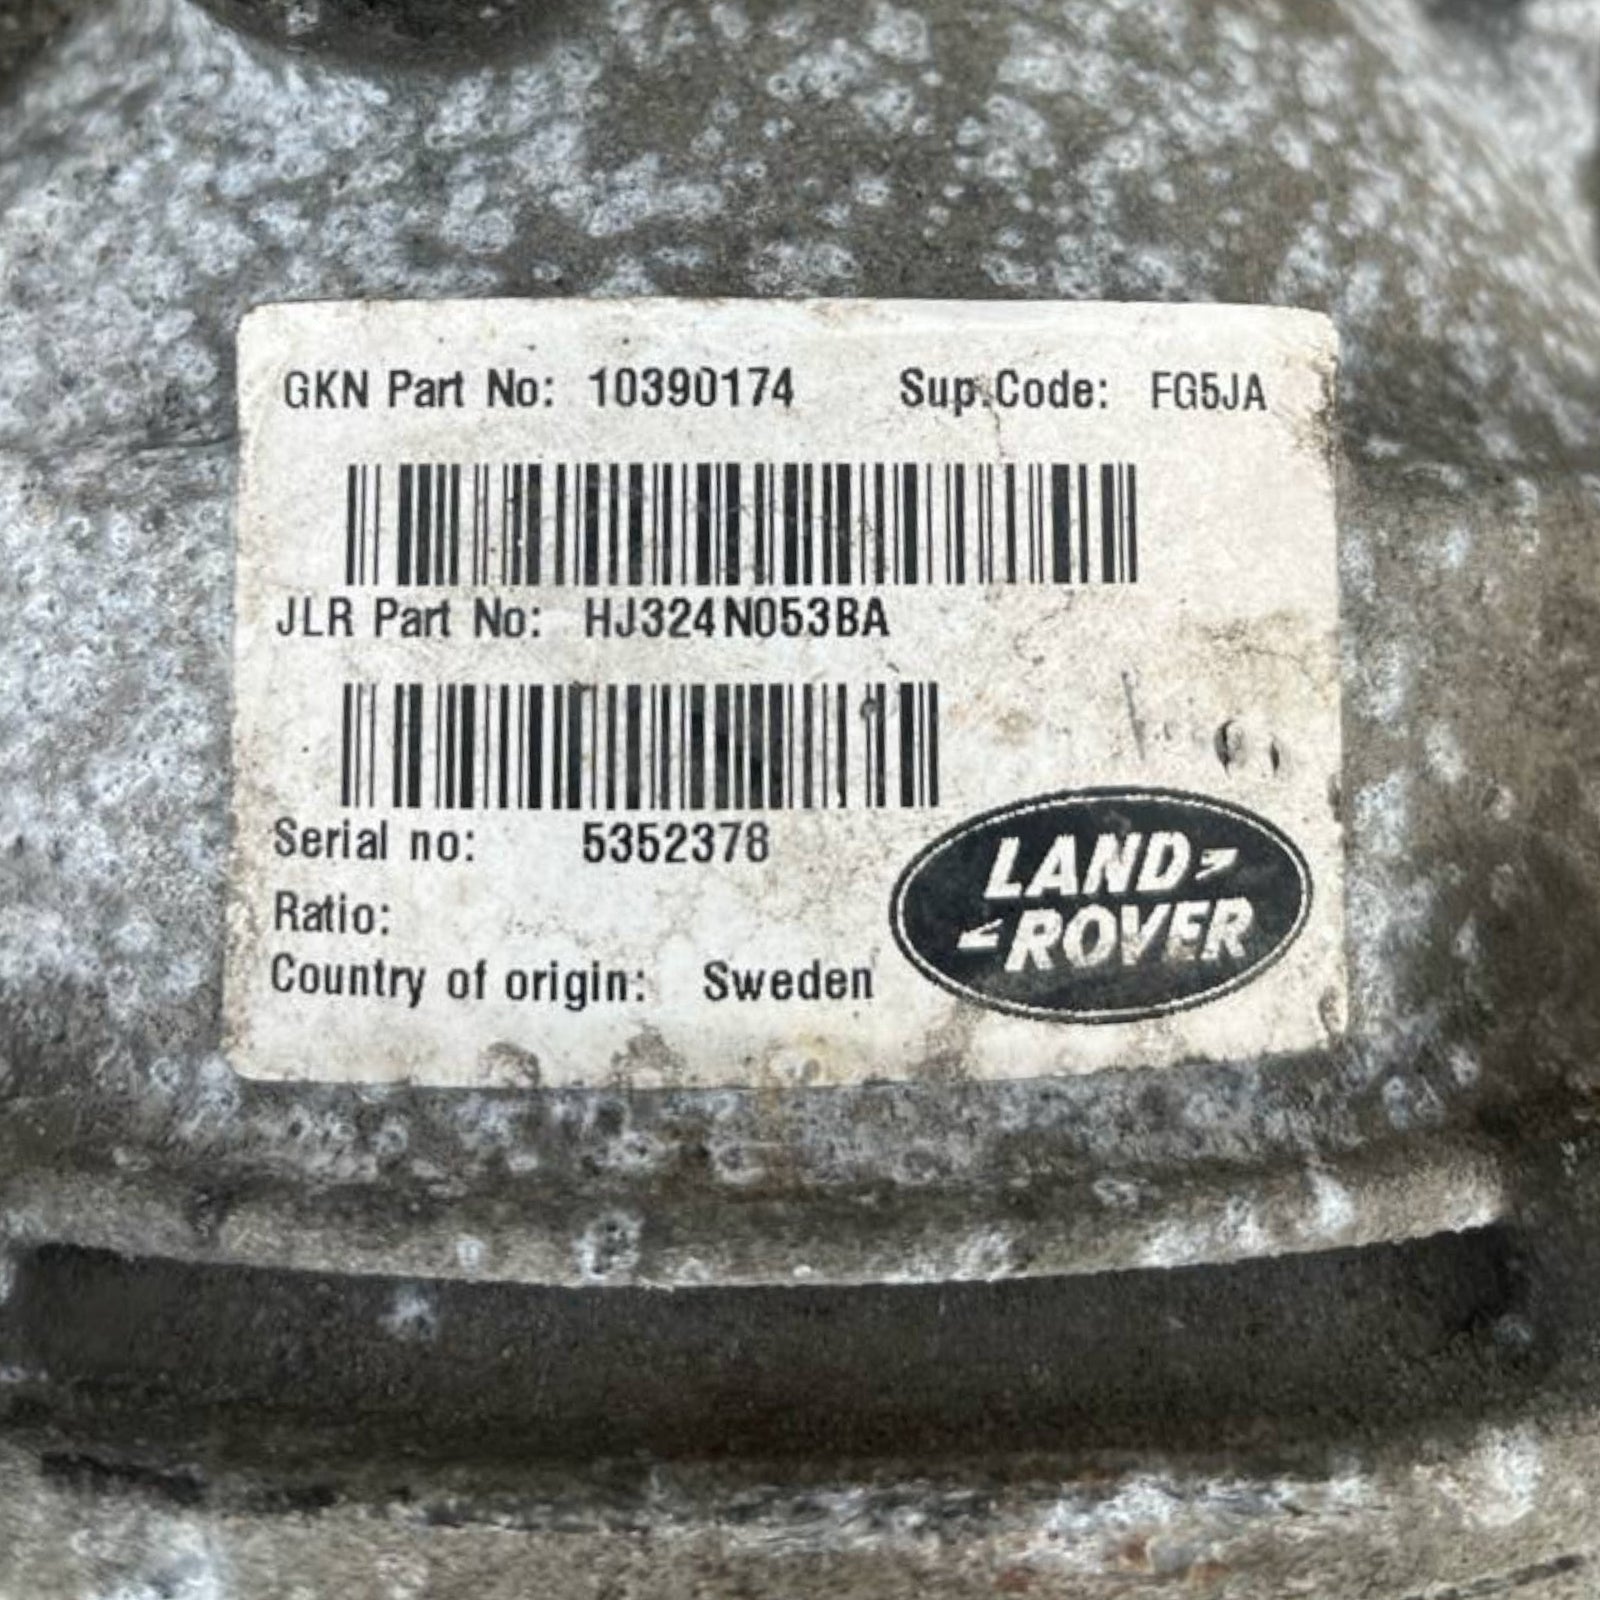 GKN Part No: 10390174 Sup.Code: FG5JA
JLR Part No: HJ324N053BA
Serial no: 5352378
Ratio:
Country of origin: Sweden
LAND
ROVER